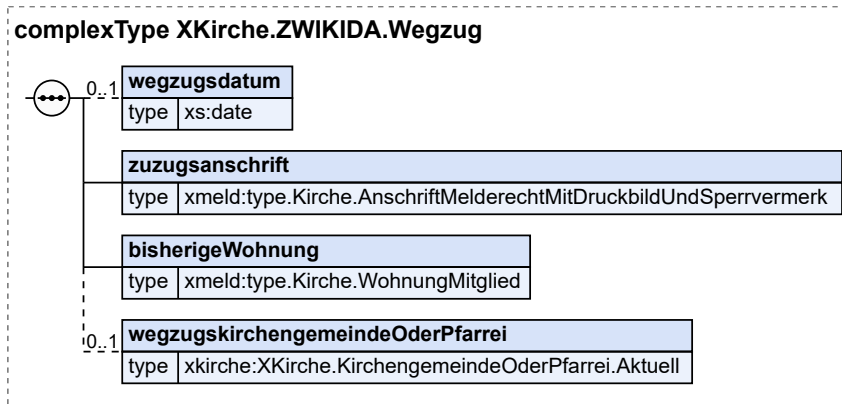 complexType XKirche.ZWIKIDA.Wegzug
0..1
wegzugsdatum
type xs:date
zuzugsanschrift
type xmeld:type.Kirche.AnschriftMelderechtMitDruckbildUndSperrvermerk
bisherigeWohnung
type xmeld:type.Kirche.WohnungMitglied
0..1
wegzugskirchengemeindeOderPfarrei
type xkirche:XKirche.KirchengemeindeOderPfarrei.Aktuell